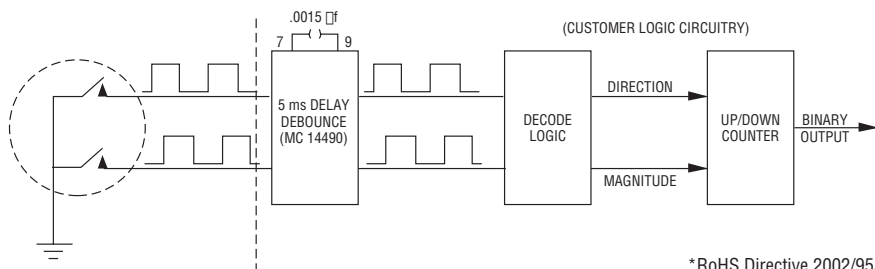 .0015 □f
7 9
(CUSTOMER LOGIC CIRCUITRY)
5 ms DELAY
DEBOUNCE
(MC 14490)
DECODE
LOGIC
DIRECTION
MAGNITUDE
UP/DOWN
COUNTER
BINARY
OUTPUT
*RoHS Directive 2002/95